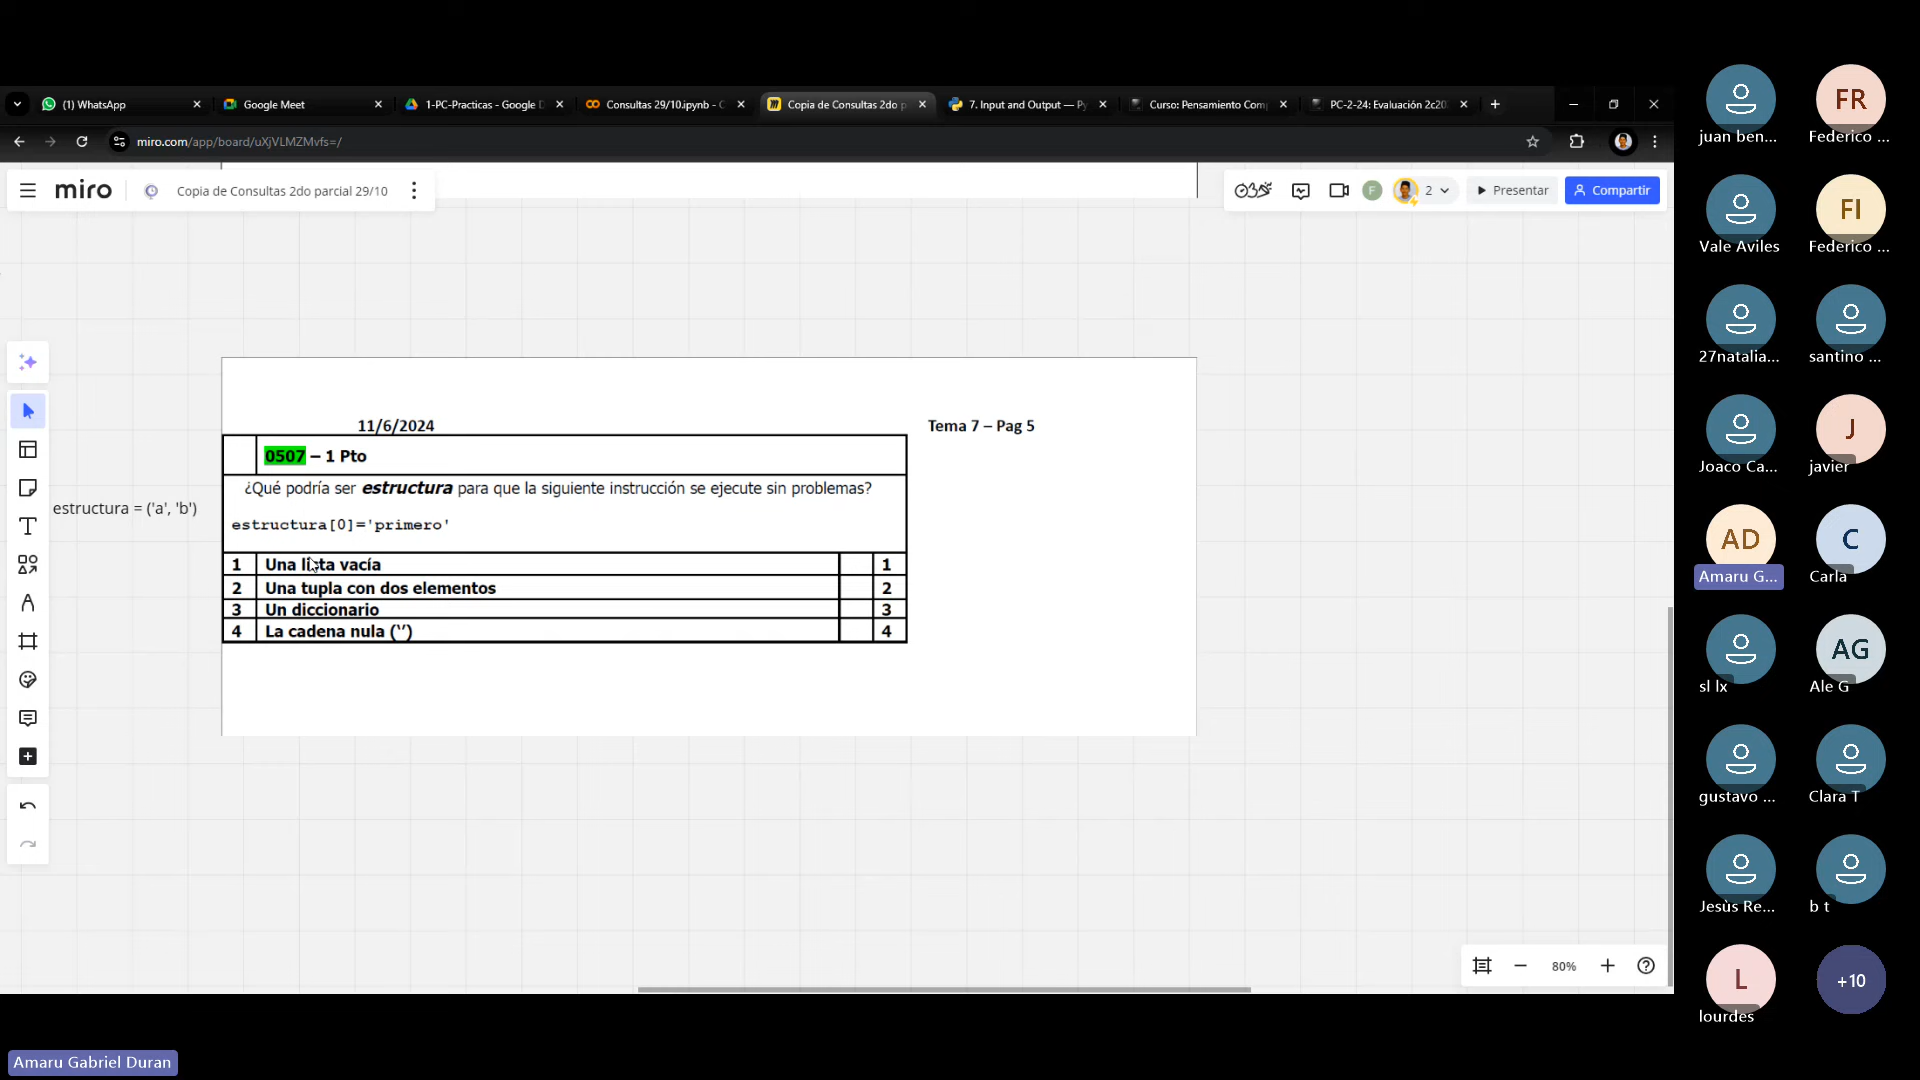 (1) WhatsApp
Google Meet
1-PC-Practicas - Google D
Consultas 29/10.ipynb - C
Copia de Consultas 2do p
7. Input and Output — Py
Curso: Pensamiento Comp
PC-2-24: Evaluación 2c20
miro.com/app/board/uXjVLMZMvfs=/
miro
Copia de Consultas 2do parcial 29/10
F
2
Presentar
Compartir
11/6/2024
Tema 7 – Pag 5
0507 – 1 Pto
¿Qué podría ser estructura para que la siguiente instrucción se ejecute sin problemas?
estructura = ('a', 'b')
estructura[0]='primero'
1 Una lista vacía 1
2 Una tupla con dos elementos 2
3 Un diccionario 3
4 La cadena nula ('') 4
80%
juan ben...
FR
Federico ...
Vale Aviles
FI
Federico ...
27natalia...
santino ...
Joaco Ca...
J
javier
AD
Amaru G...
C
Carla
sl lx
AG
Ale G
gustavo ...
Clara T
Jesùs Re...
b t
L
lourdes
+10
Amaru Gabriel Duran